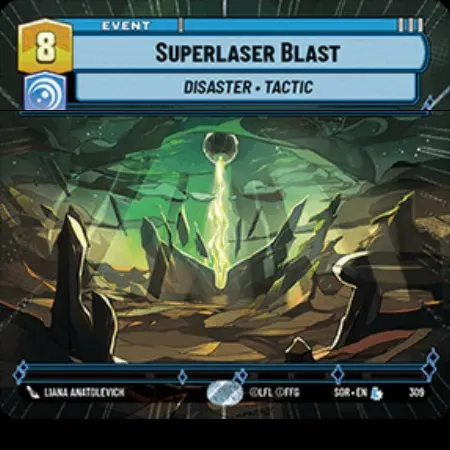 EVENT
8
SUPERLASER BLAST
DISASTER • TACTIC
LIANA ANATOLEVICH
©LFL ©FFG
SOR • EN
309